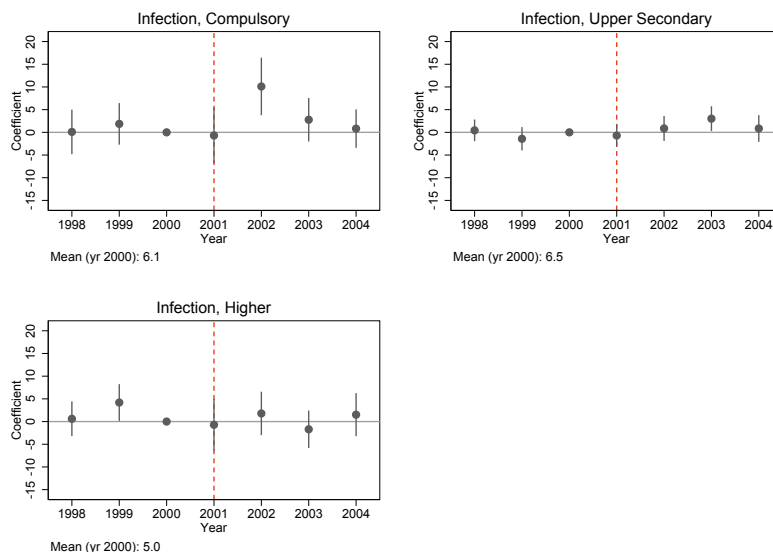 Infection, Compulsory
Coefficient
20
15
10
5
0
-5
-10
-15
1998 1999 2000 2001 2002 2003 2004
Year
Mean (yr 2000): 6.1
Infection, Upper Secondary
Coefficient
20
15
10
5
0
-5
-10
-15
1998 1999 2000 2001 2002 2003 2004
Year
Mean (yr 2000): 6.5
Infection, Higher
Coefficient
20
15
10
5
0
-5
-10
-15
1998 1999 2000 2001 2002 2003 2004
Year
Mean (yr 2000): 5.0